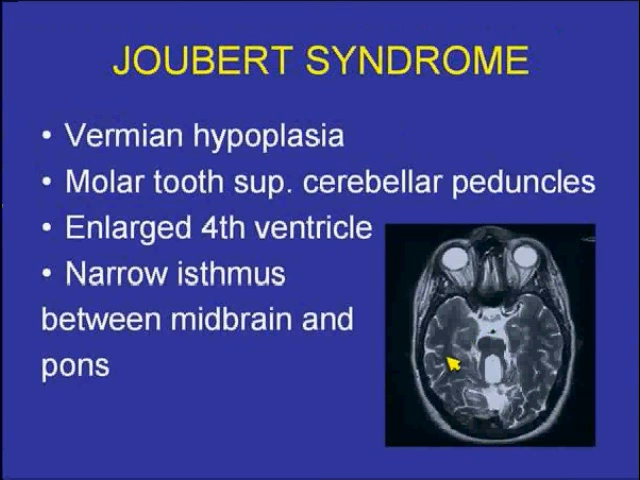 JOUBERT SYNDROME
• Vermian hypoplasia
• Molar tooth sup. cerebellar peduncles
• Enlarged 4th ventricle
• Narrow isthmus
between midbrain and
pons